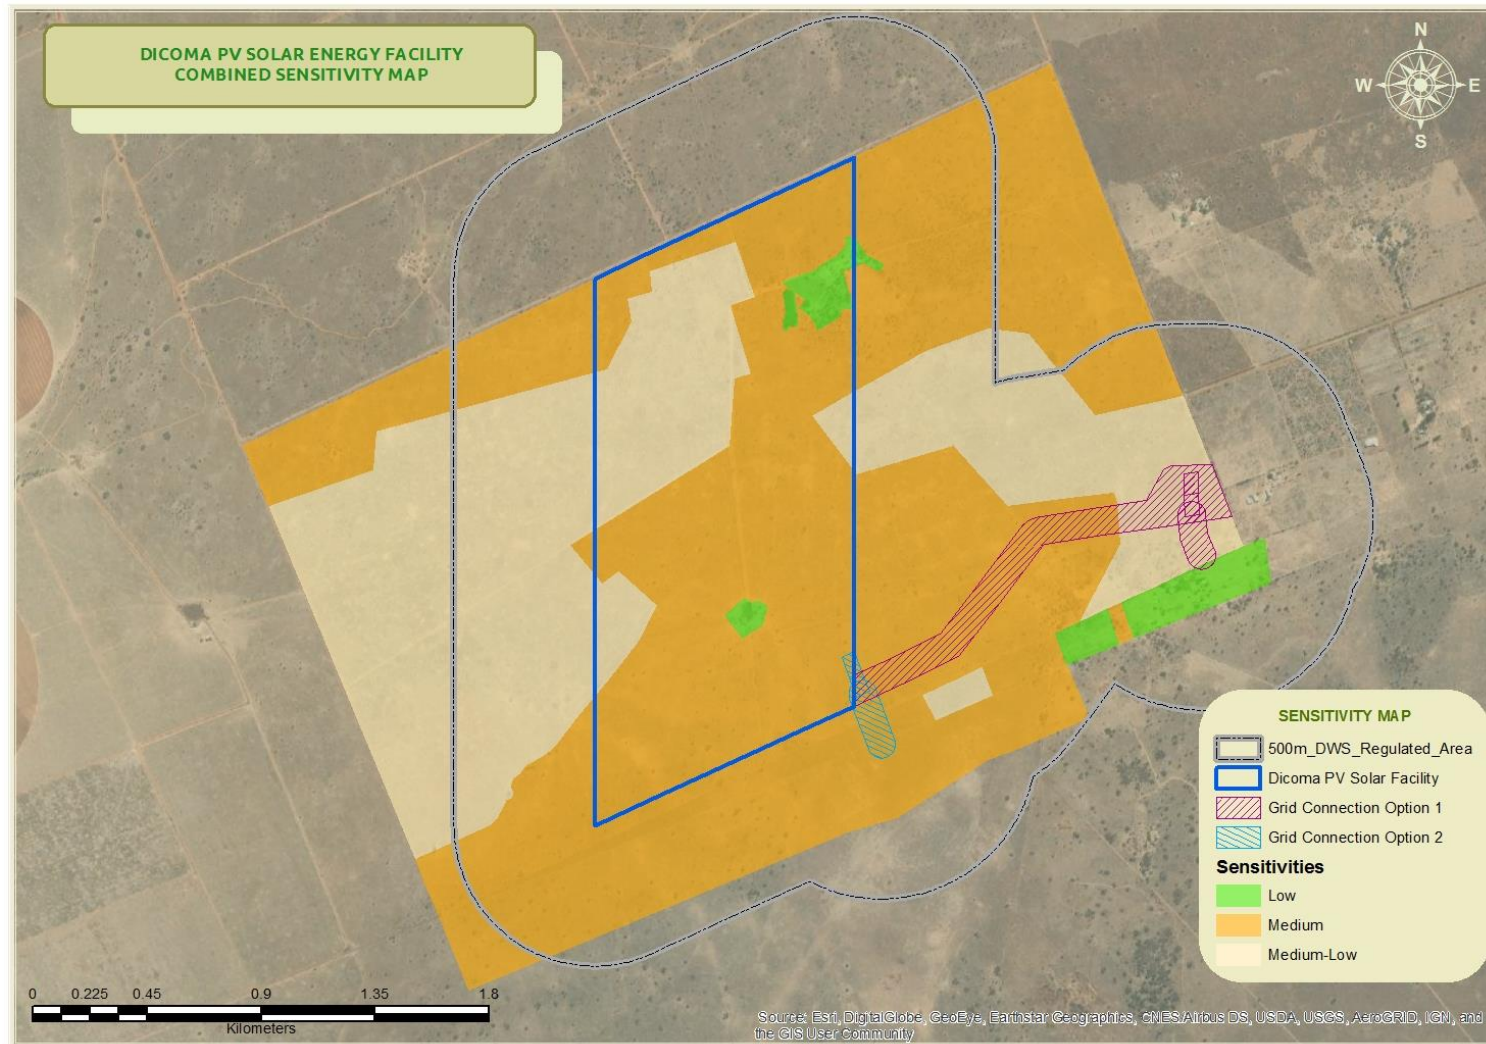 DICOMA PV SOLAR ENERGY FACILITY
COMBINED SENSITIVITY MAP
N
W
E
S
SENSITIVITY MAP
500m_DWS_Regulated_Area
Dicoma PV Solar Facility
Grid Connection Option 1
Grid Connection Option 2
Sensitivities
Low
Medium
Medium-Low
0 0.225 0.45 0.9 1.35 1.8
Kilometers
Source: Esri, DigitalGlobe, GeoEye, Earthstar Geographics, CNES/Airbus DS, USDA, USGS, AeroGRID, IGN, and
the GIS User Community